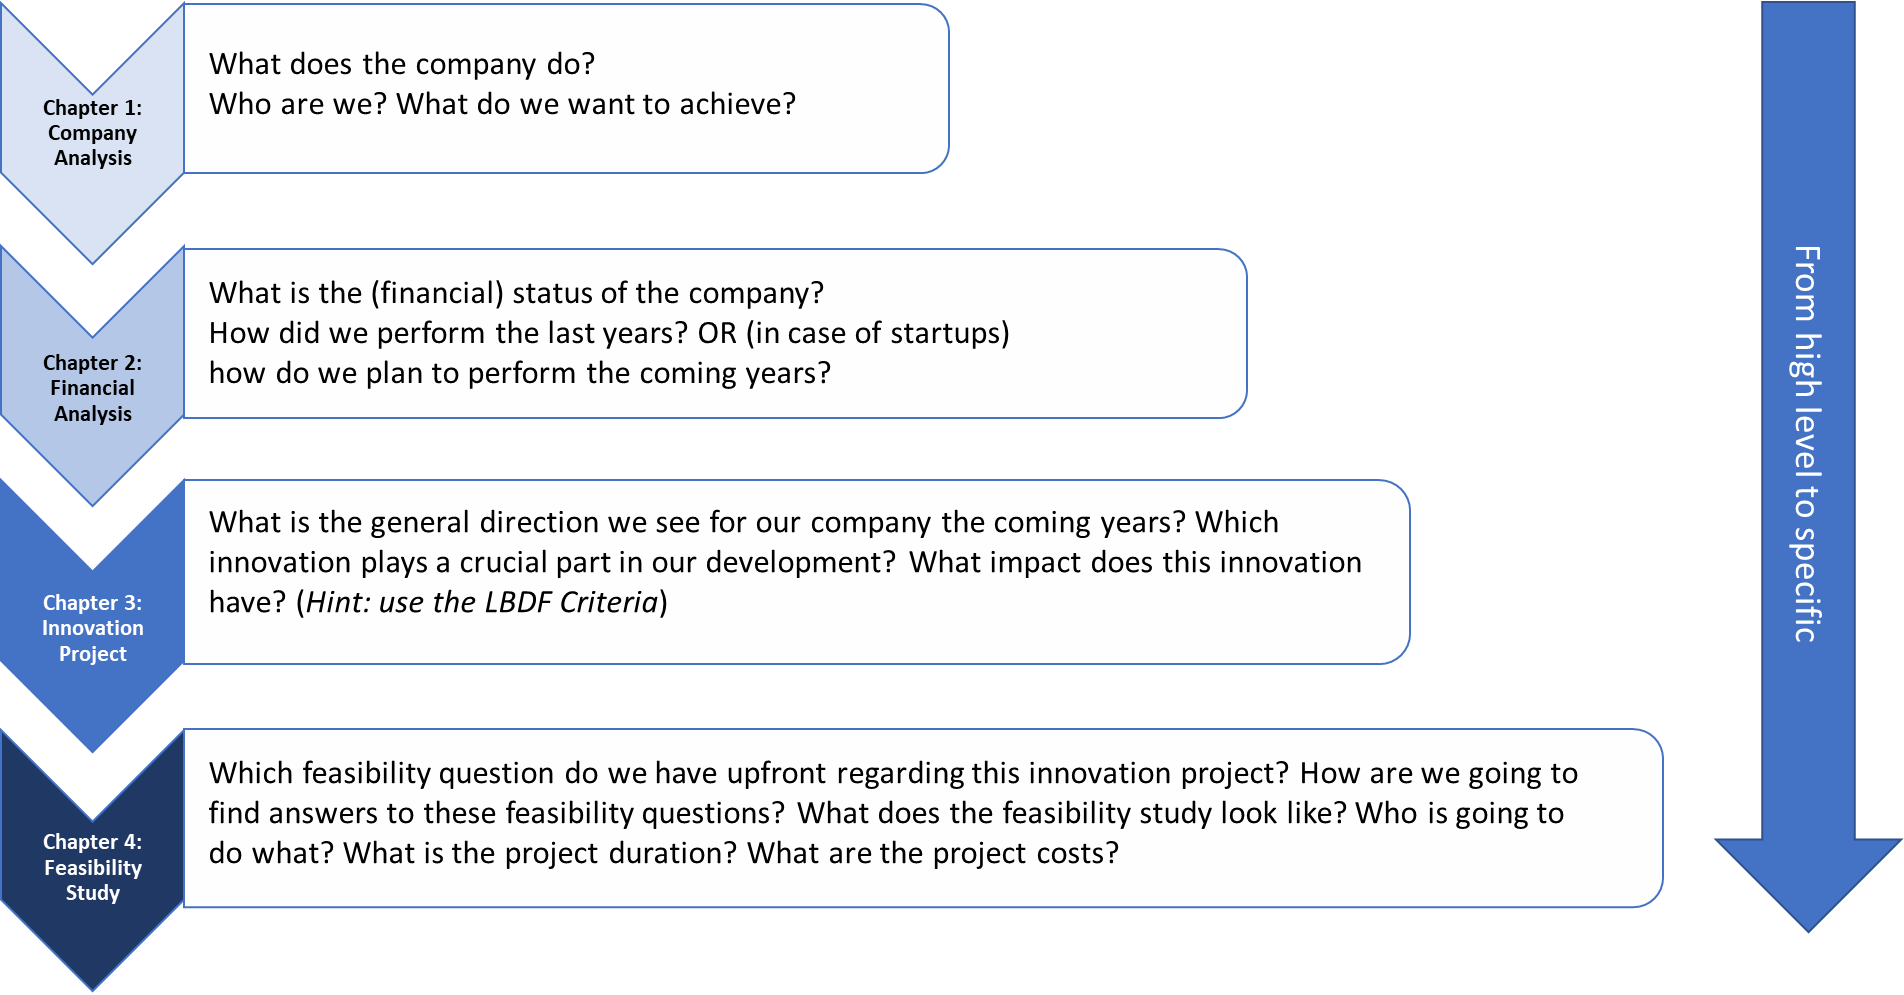 Chapter 1:
Company
Analysis
What does the company do?
Who are we? What do we want to achieve?
Chapter 2:
Financial
Analysis
What is the (financial) status of the company?
How did we perform the last years? OR (in case of startups)
how do we plan to perform the coming years?
Chapter 3:
Innovation
Project
What is the general direction we see for our company the coming years? Which
innovation plays a crucial part in our development? What impact does this innovation
have? (Hint: use the LBDF Criteria)
Chapter 4:
Feasibility
Study
Which feasibility question do we have upfront regarding this innovation project? How are we going to
find answers to these feasibility questions? What does the feasibility study look like? Who is going to
do what? What is the project duration? What are the project costs?
From high level to specific